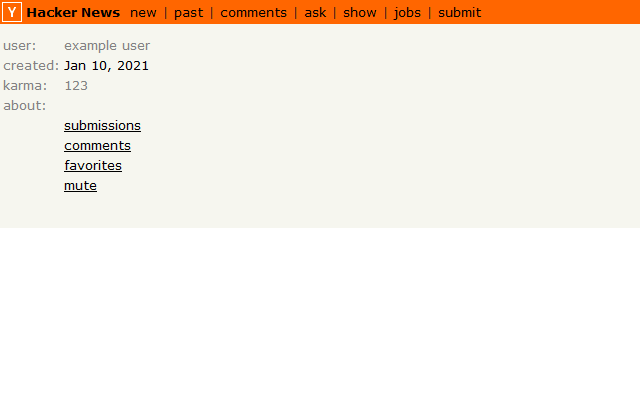 Y Hacker News new | past | comments | ask | show | jobs | submit
user: example user
created: Jan 10, 2021
karma: 123
about:
submissions
comments
favorites
mute